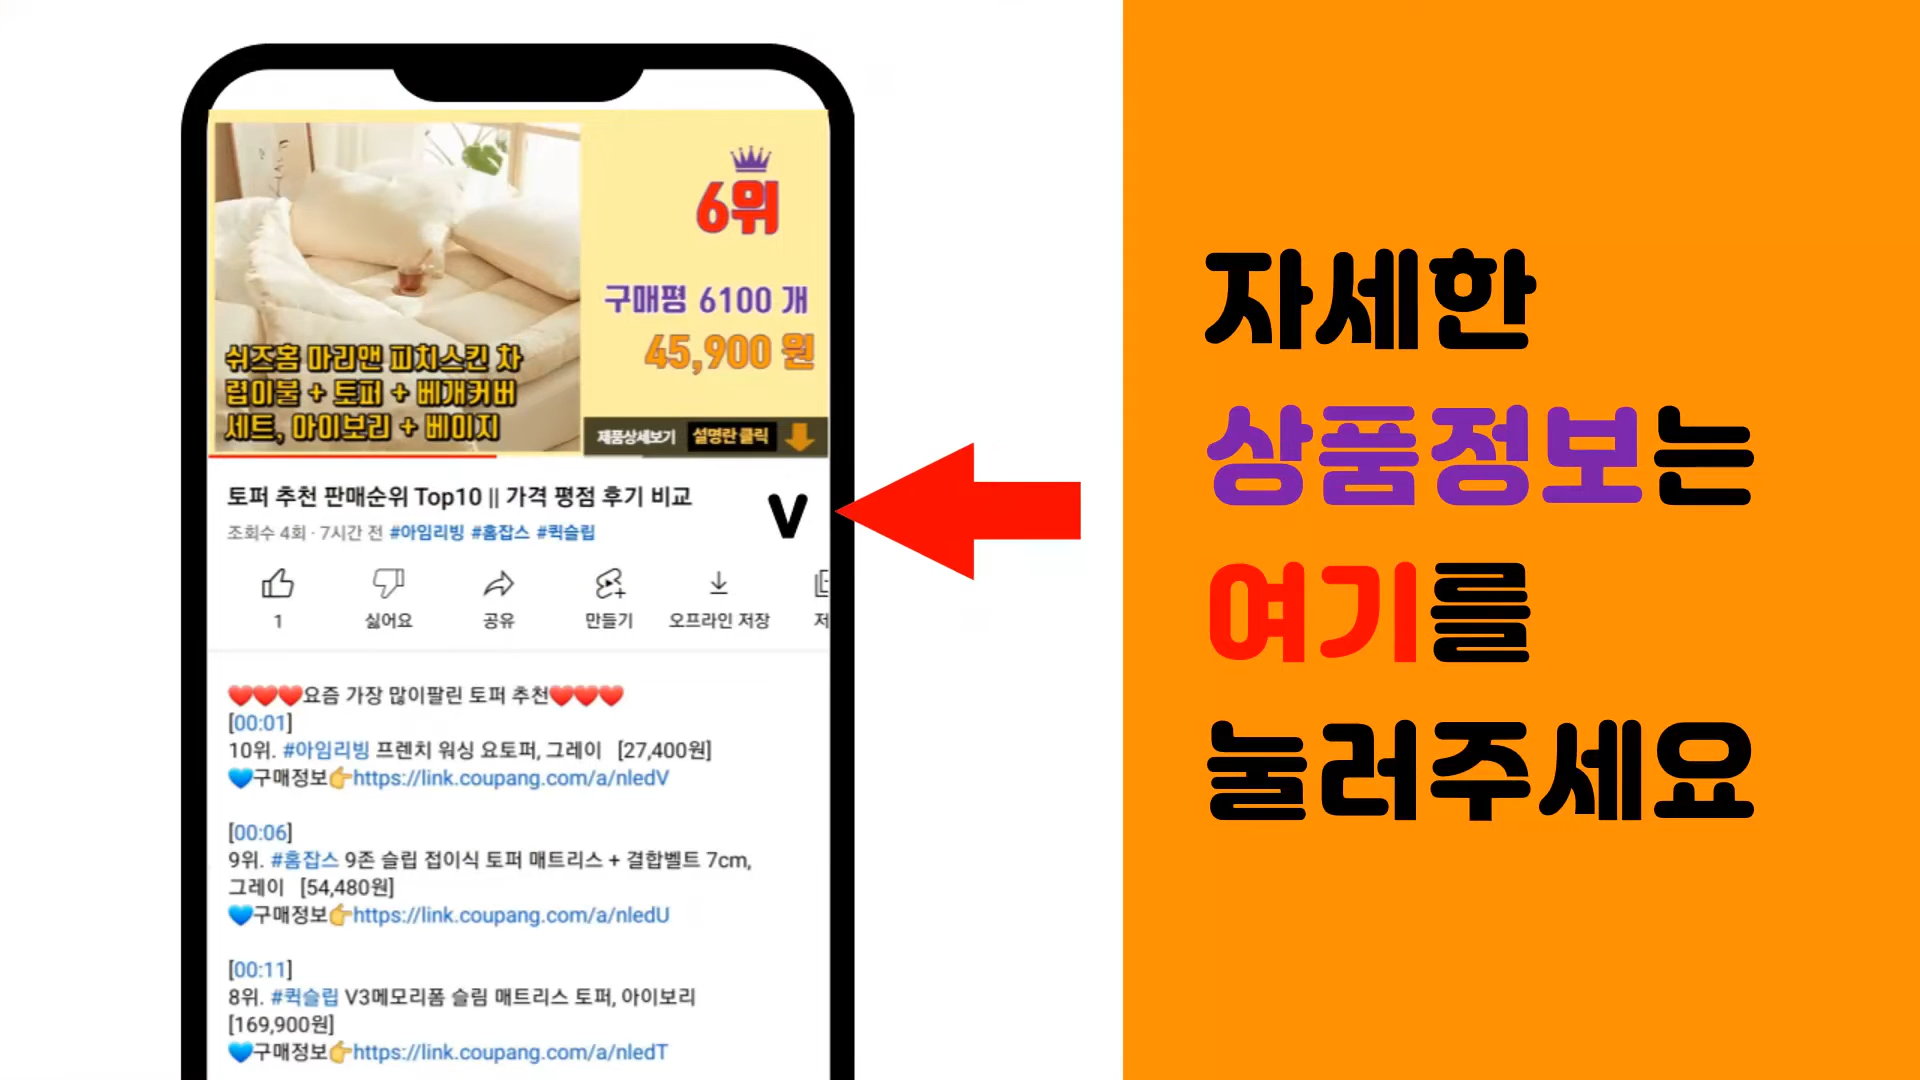 6위
구매평 6100 개
45,900 원
쉬즈홈 마리앤 피치스킨 차
렵이불 + 토퍼 + 베개커버
세트, 아이보리 + 베이지
제품상세보기 설명란 클릭
토퍼 추천 판매순위 Top10 || 가격 평점 후기 비교
V
조회수 4회 · 7시간 전 #아임리빙 #홈잡스 #퀵슬립
1 싫어요 공유 만들기 오프라인 저장 저
❤️❤️❤️요즘 가장 많이팔린 토퍼 추천❤️❤️❤️
[00:01]
10위. #아임리빙 프렌치 워싱 요토퍼, 그레이 [27,400원]
💙구매정보👉https://link.coupang.com/a/nledV
[00:06]
9위. #홈잡스 9존 슬립 접이식 토퍼 매트리스 + 결합벨트 7cm,
그레이 [54,480원]
💙구매정보👉https://link.coupang.com/a/nledU
[00:11]
8위. #퀵슬립 V3메모리폼 슬림 매트리스 토퍼, 아이보리
[169,900원]
💙구매정보👉https://link.coupang.com/a/nledT
자세한
상품정보는
여기를
눌러주세요